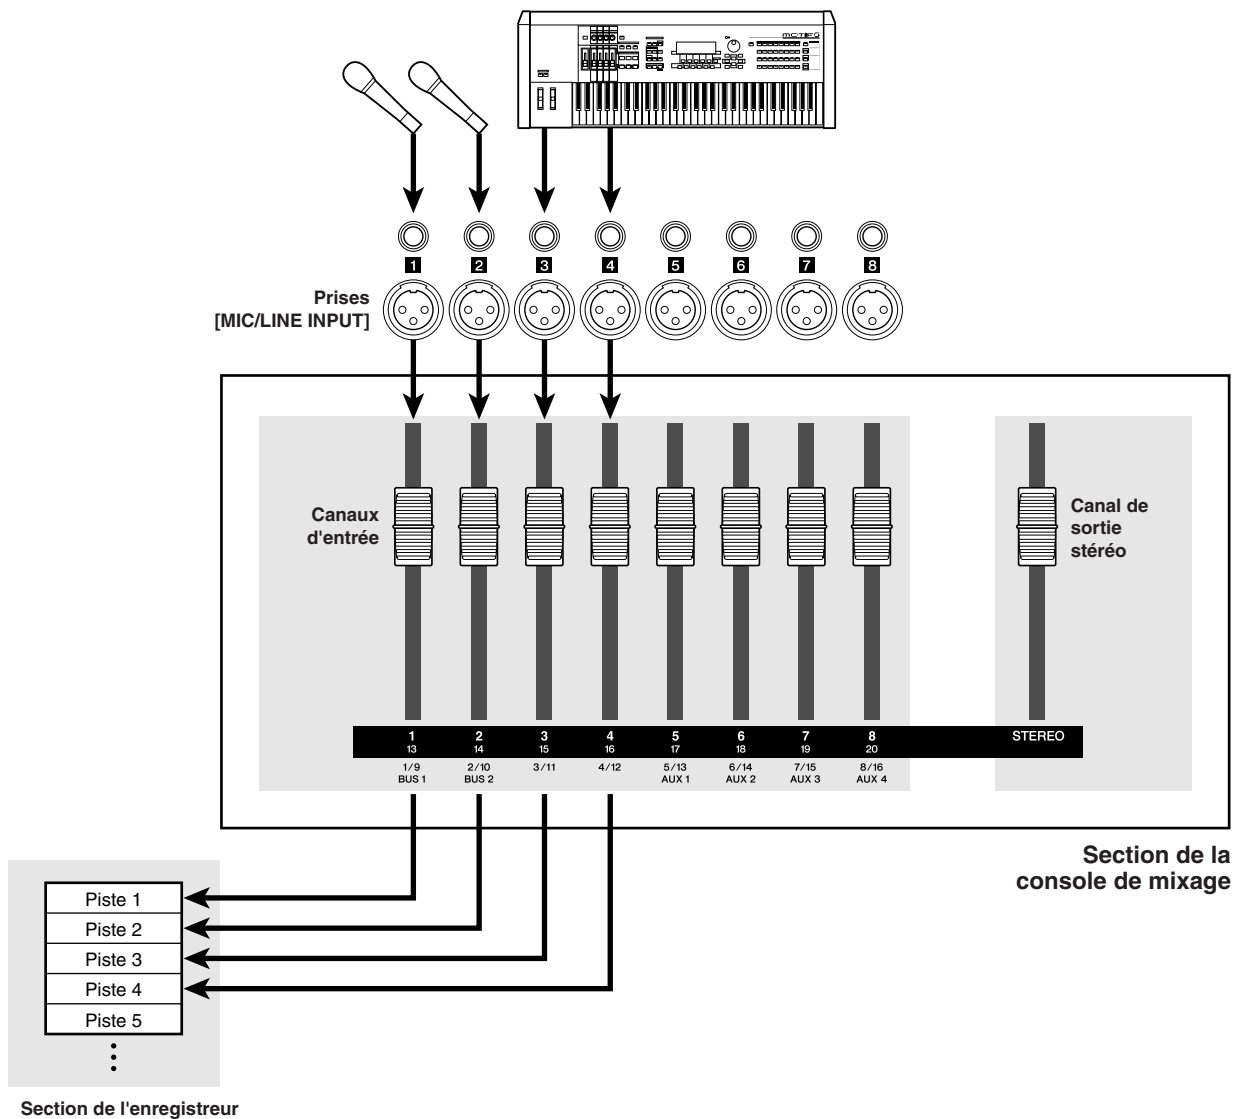 1 2 3 4 5 6 7 8
Prises
[MIC/LINE INPUT]
Canaux
d'entrée
Canal de
sortie
stéréo
1 2 3 4 5 6 7 8 STEREO
13 14 15 16 17 18 19 20
1/9 2/10 3/11 4/12 5/13 6/14 7/15 8/16
BUS 1 BUS 2 AUX 1 AUX 2 AUX 3 AUX 4
Section de la
console de mixage
Piste 1
Piste 2
Piste 3
Piste 4
Piste 5
Section de l'enregistreur